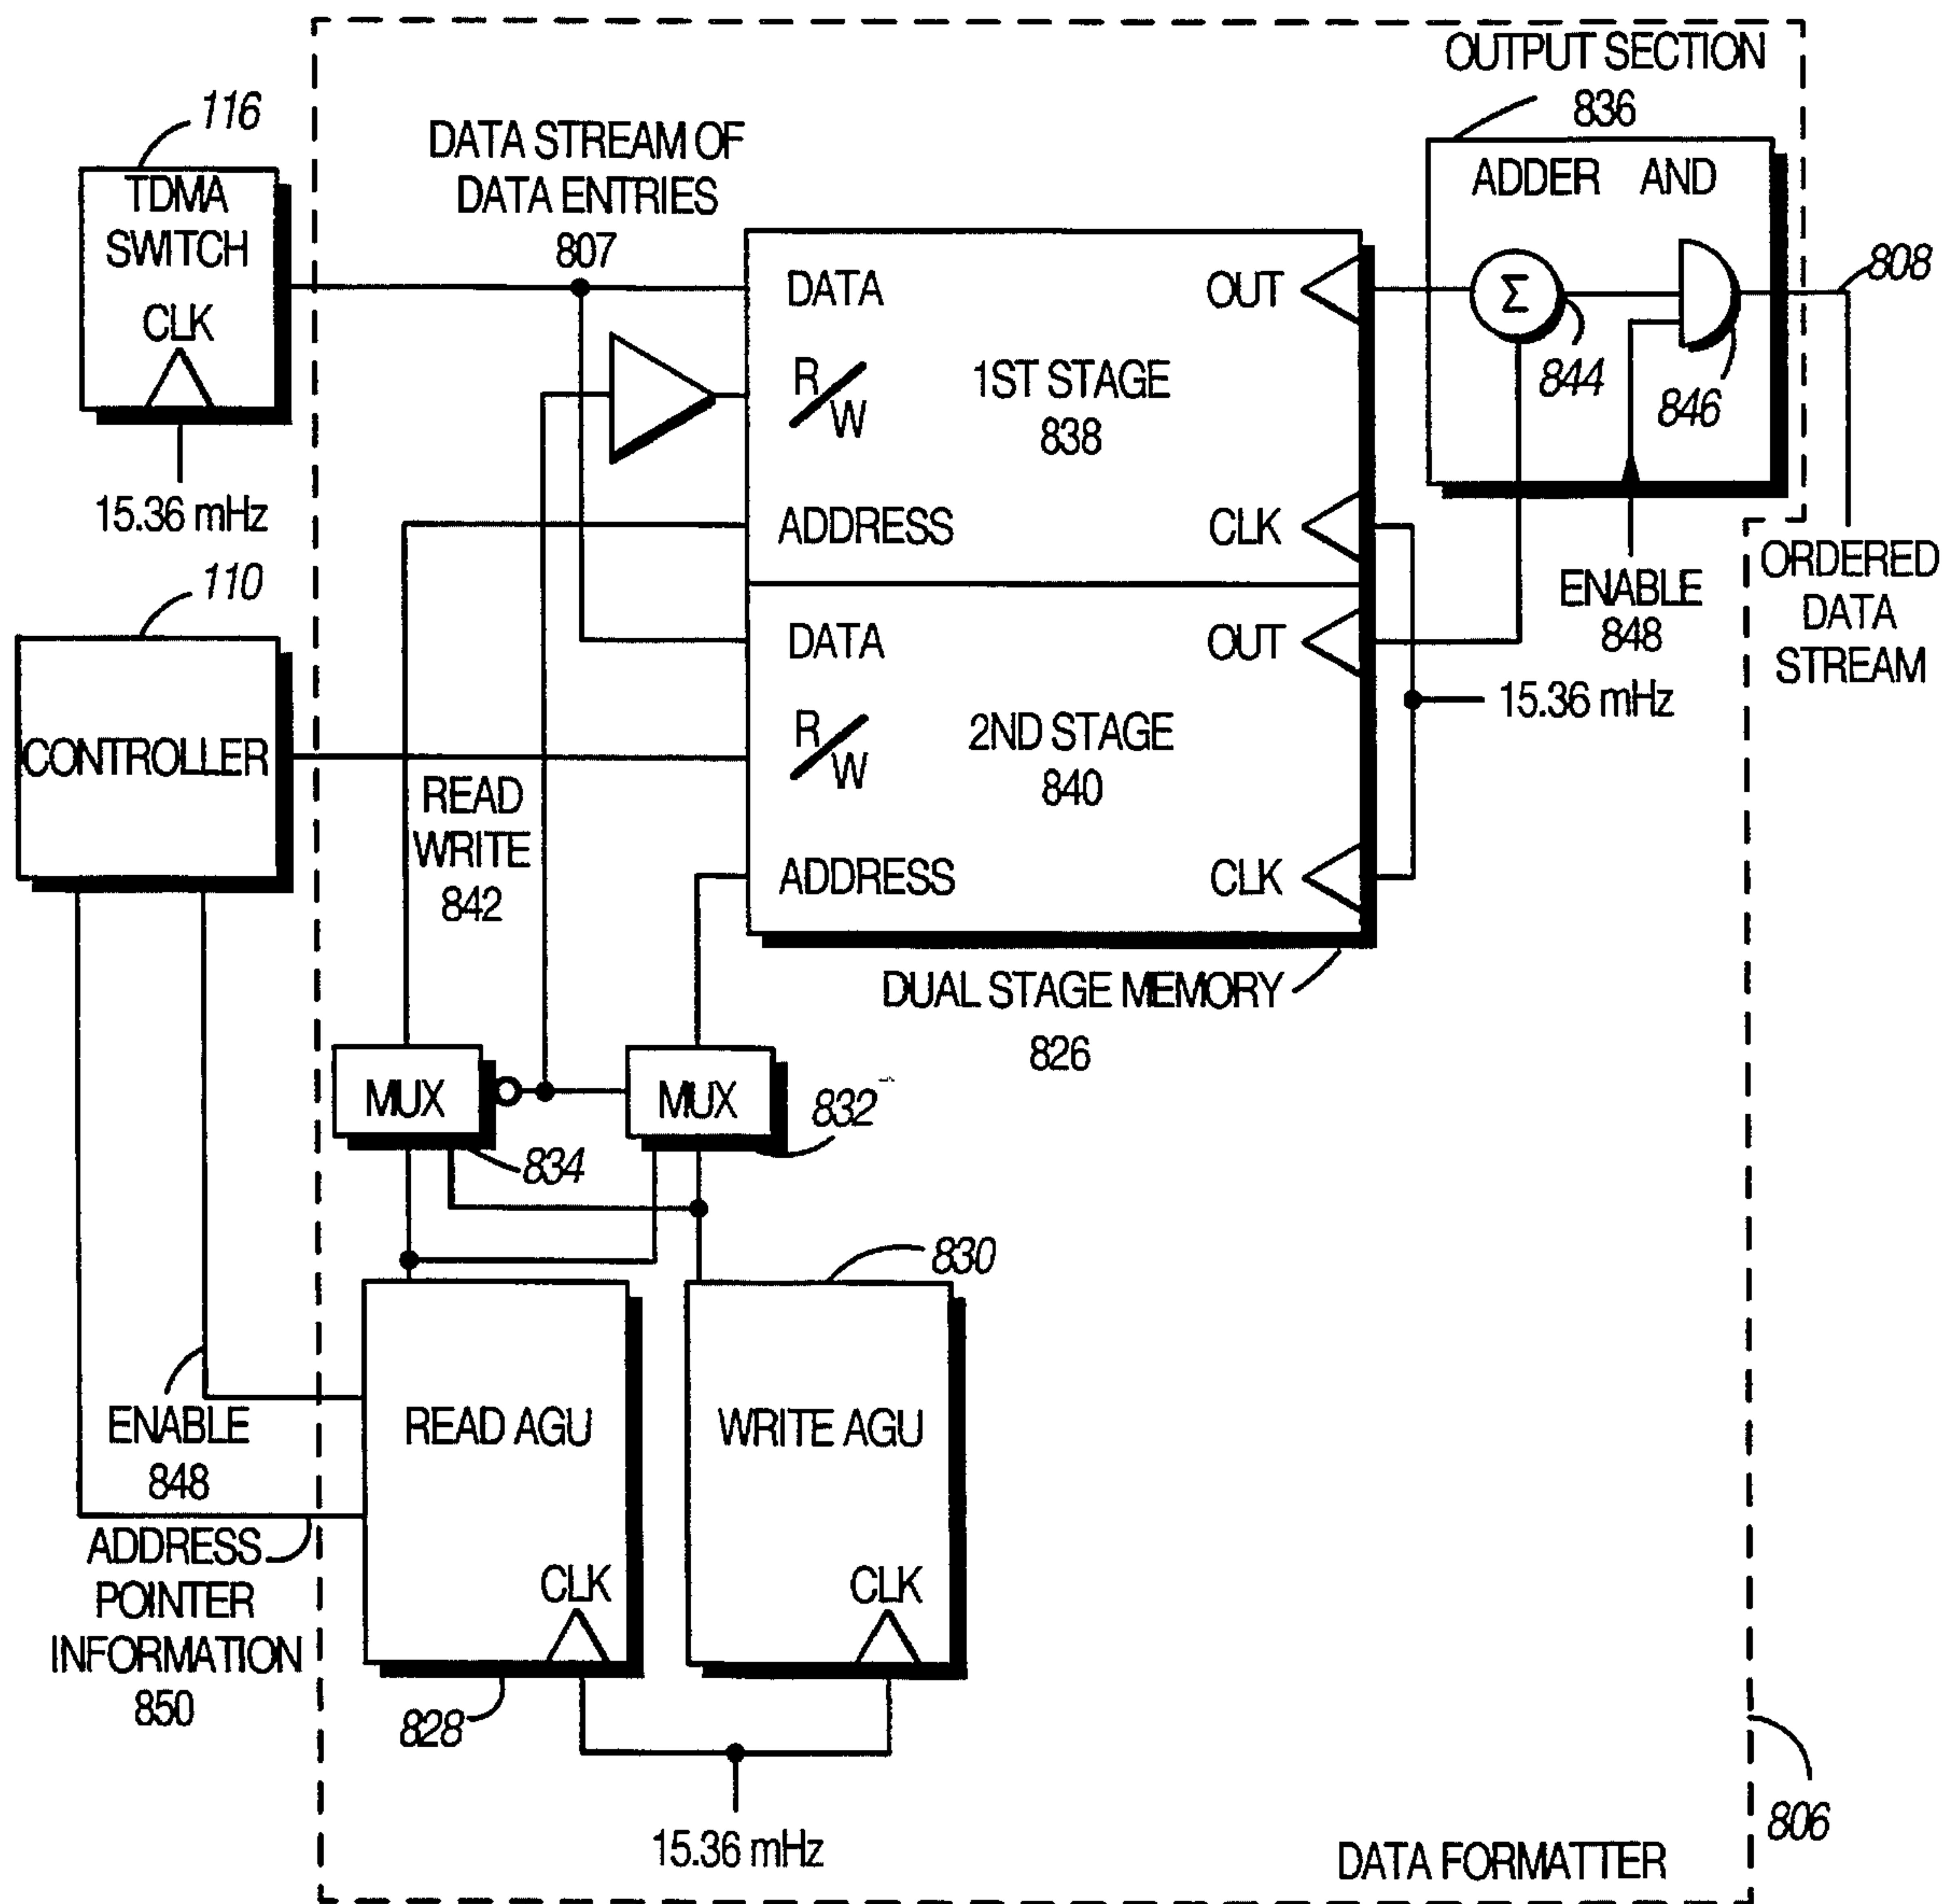 OUTPUT SECTION
836
116
DATA STREAM OF
DATA ENTRIES
807
TDMA
SWITCH
CLK
15.36 mHz
ADDER AND
Σ
844
846
808
DATA
OUT
R/W
1ST STAGE
838
ADDRESS
CLK
ENABLE
848
ORDERED
DATA
STREAM
110
CONTROLLER
DATA
OUT
R/W
2ND STAGE
840
15.36 mHz
READ
WRITE
842
ADDRESS
CLK
DUAL STAGE MEMORY
826
MUX
MUX
832
834
830
ENABLE
848
READ AGU
WRITE AGU
ADDRESS
POINTER
INFORMATION
850
CLK
CLK
828
15.36 mHz
806
DATA FORMATTER